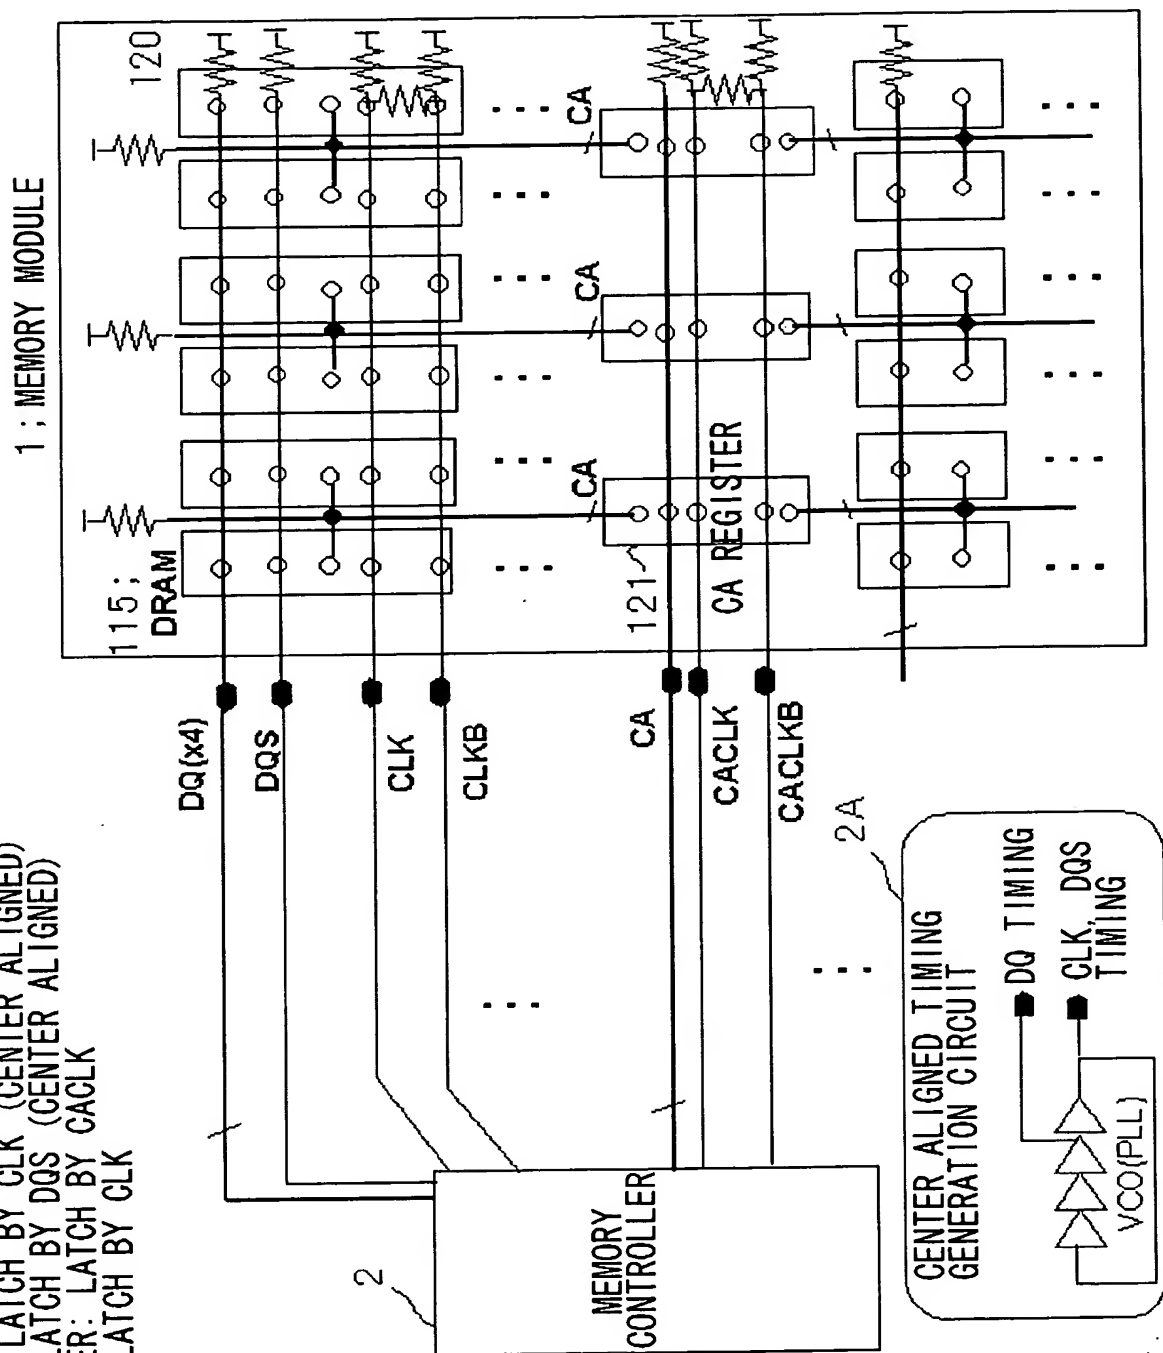 LATCH BY CLK (CENTER ALIGNED)
LATCH BY DQS (CENTER ALIGNED)
ER: LATCH BY CACLK
LATCH BY CLK
1; MEMORY MODULE
120
115;
DRAM
CA
CA
CA
121
CA REGISTER
DQ(x4)
DQS
CLK
CLKB
CA
CACLK
CACLKB
2
MEMORY
CONTROLLER
2A
CENTER ALIGNED TIMING
GENERATION CIRCUIT
DQ TIMING
CLK, DQS
TIMING
VCO(PLL)